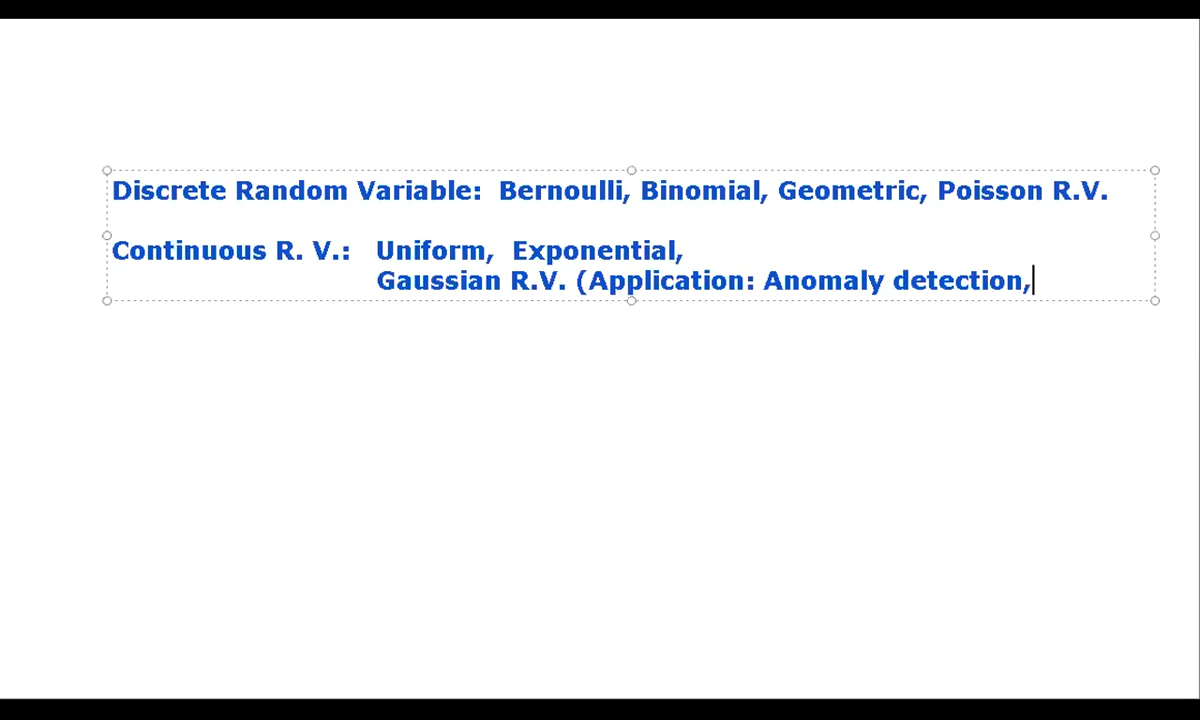 Discrete Random Variable: Bernoulli, Binomial, Geometric, Poisson R.V.
Continuous R. V.: Uniform, Exponential,
Gaussian R.V. (Application: Anomaly detection,